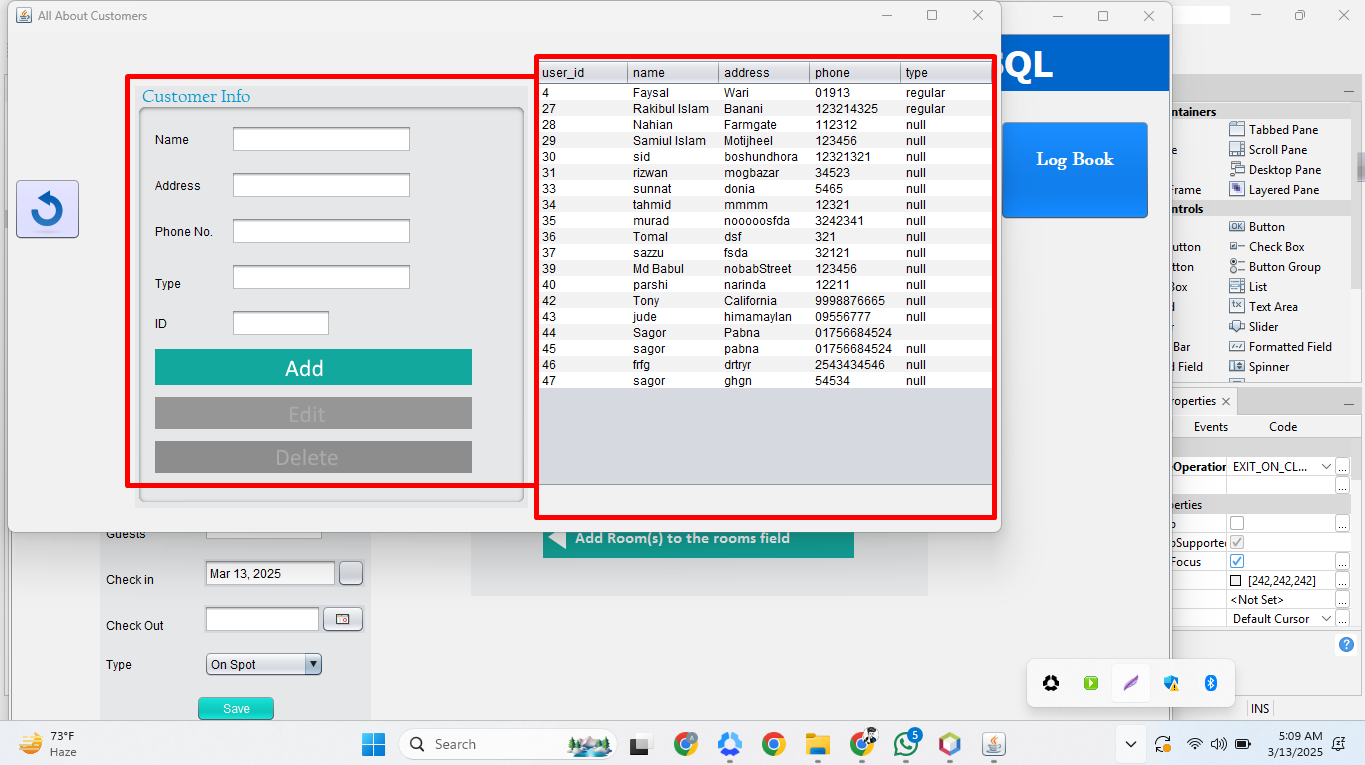 All About Customers
SQL
Customer Info
Name
Address
Phone No.
Type
ID
Add
Edit
Delete
user_id name address phone type
4 Faysal Wari 01913 regular
27 Rakibul Islam Banani 123214325 regular
28 Nahian Farmgate 112312 null
29 Samiul Islam Motijheel 123456 null
30 sid boshundhora 12321321 null
31 rizwan mogbazar 34523 null
33 sunnat donia 5465 null
34 tahmid mmmm 12321 null
35 murad nooooosfda 3242341 null
36 Tomal dsf 321 null
37 sazzu fsda 32121 null
39 Md Babul nobabStreet 123456 null
40 parshi narinda 12211 null
42 Tony California 9998876665 null
43 jude himamaylan 09556777 null
44 Sagor Pabna 01756684524
45 sagor pabna 01756684524 null
46 frfg drtryr 2543434546 null
47 sagor ghgn 54534 null
Log Book
Add Room(s) to the rooms field
Guests
Check in Mar 13, 2025
Check Out
Type On Spot
Save
ntainers
Tabbed Pane
e Scroll Pane
Desktop Pane
rame Layered Pane
ntrols
Button
utton Check Box
tton Button Group
Box List
Text Area
r Slider
Bar Formatted Field
d Field Spinner
roperties
Events Code
Operation EXIT_ON_CL... ...
...
erties
...
oSupported
Focus ...
[242,242,242] ...
<Not Set> ...
Default Cursor ...
INS
73°F
Haze
Search
5
5:09 AM
3/13/2025